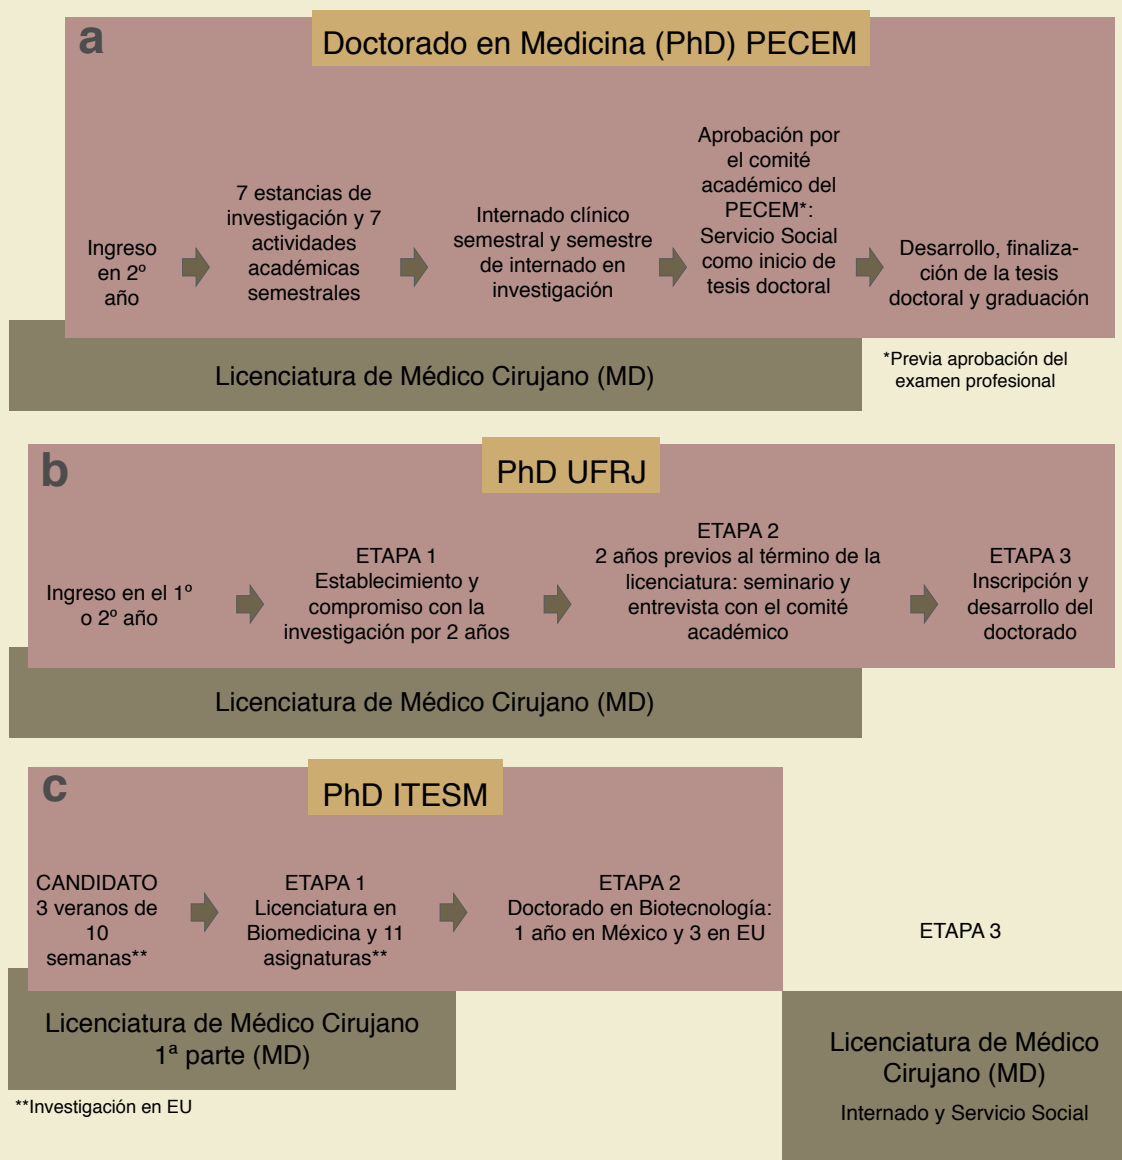 a
Doctorado en Medicina (PhD) PECEM
Ingreso
en 2º
año
7 estancias de
investigación y 7
actividades
académicas
semestrales
Internado clínico
semestral y semestre
de internado en
investigación
Aprobación por
el comité
académico del
PECEM*:
Servicio Social
como inicio de
tesis doctoral
Desarrollo, finaliza-
ción de la tesis
doctoral y graduación
Licenciatura de Médico Cirujano (MD)
*Previa aprobación del
examen profesional
b
PhD UFRJ
Ingreso en el 1º
o 2º año
ETAPA 1
Establecimiento y
compromiso con la
investigación por 2 años
ETAPA 2
2 años previos al término de la
licenciatura: seminario y
entrevista con el comité
académico
ETAPA 3
Inscripción y
desarrollo del
doctorado
Licenciatura de Médico Cirujano (MD)
c
PhD ITESM
CANDIDATO
3 veranos de
10
semanas**
ETAPA 1
Licenciatura en
Biomedicina y 11
asignaturas**
ETAPA 2
Doctorado en Biotecnología:
1 año en México y 3 en EU
ETAPA 3
Licenciatura de Médico Cirujano
1ª parte (MD)
Licenciatura de Médico
Cirujano (MD)
Internado y Servicio Social
**Investigación en EU